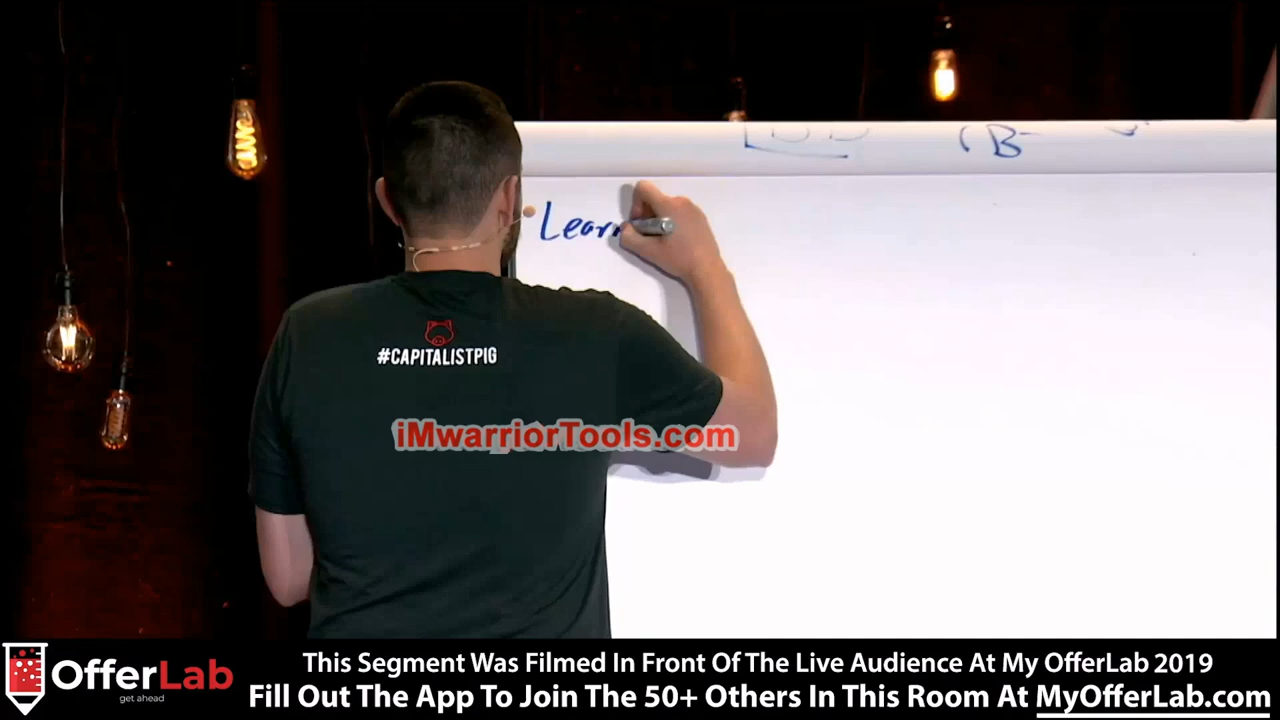 Learn
#CAPITALISTPIG
iMwarriorTools.com
OfferLab
get ahead
This Segment Was Filmed In Front Of The Live Audience At My OfferLab 2019
Fill Out The App To Join The 50+ Others In This Room At MyOfferLab.com